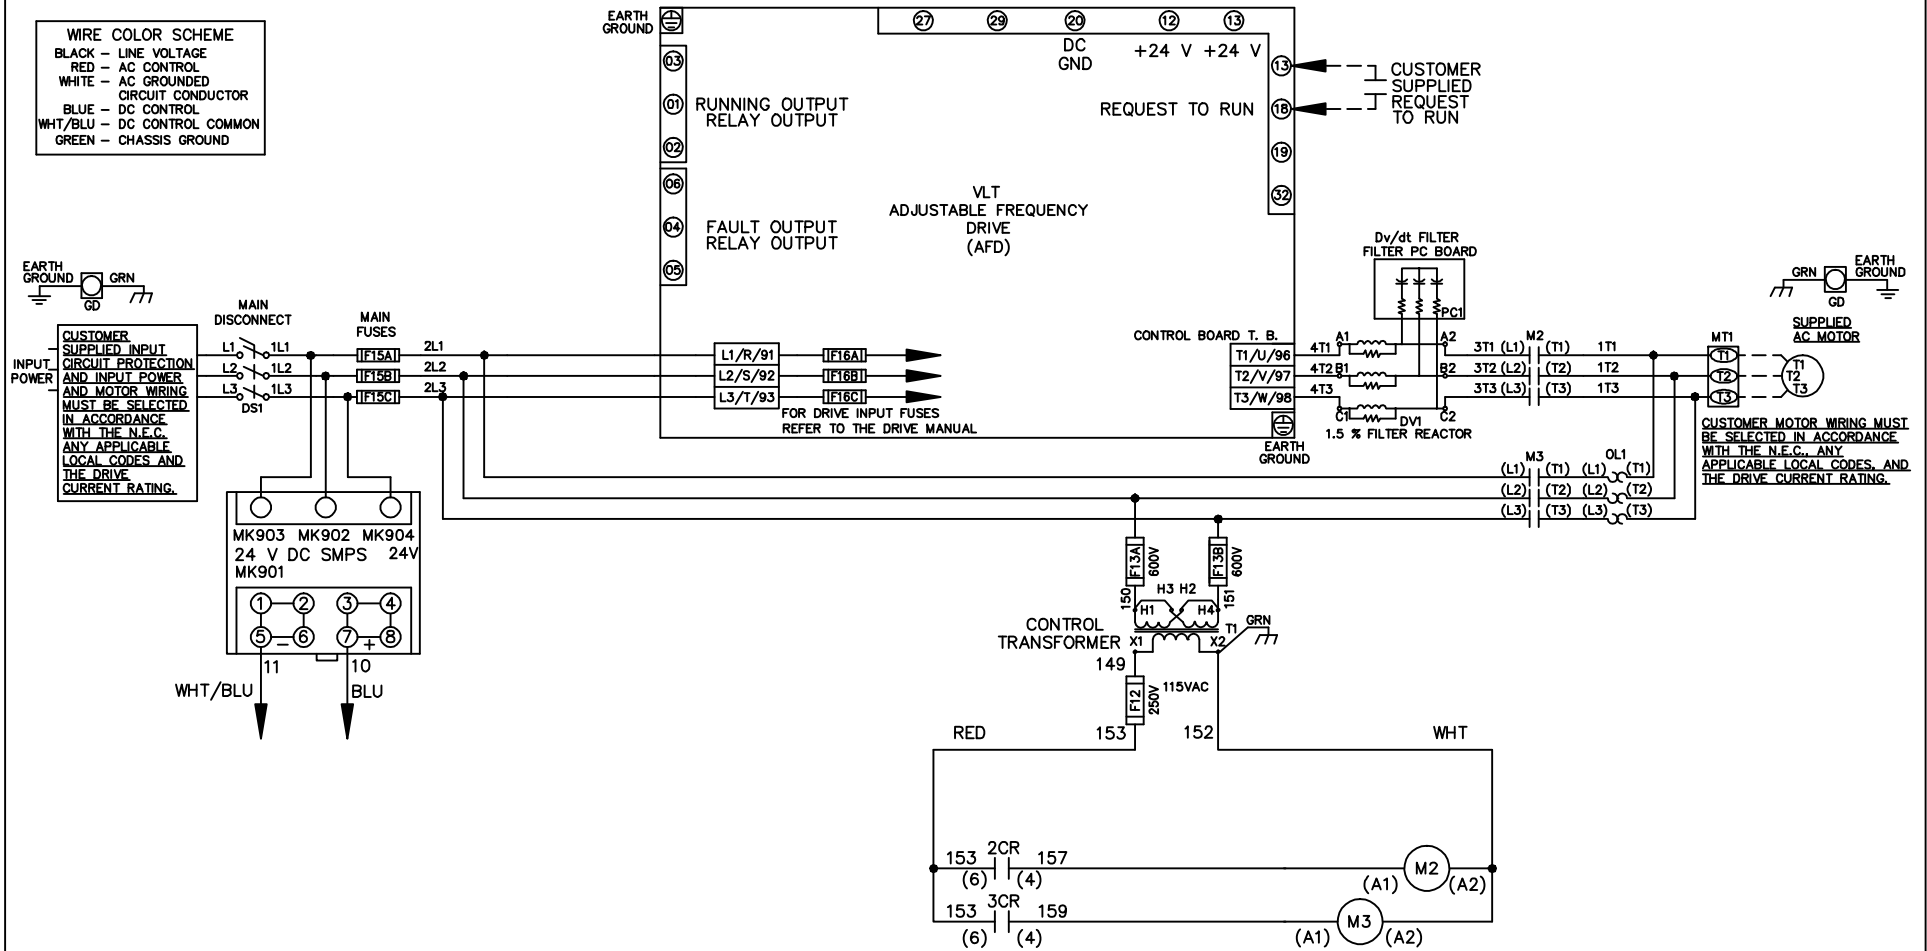 WIRE COLOR SCHEME
BLACK – LINE VOLTAGE
RED – AC CONTROL
WHITE – AC GROUNDED
CIRCUIT CONDUCTOR
BLUE – DC CONTROL
WHT/BLU – DC CONTROL COMMON
GREEN – CHASSIS GROUND
EARTH
GROUND
27 29 20 12 13
DC
GND
+24 V +24 V
03
01
02
RUNNING OUTPUT
RELAY OUTPUT
06
04
05
FAULT OUTPUT
RELAY OUTPUT
VLT
ADJUSTABLE FREQUENCY
DRIVE
(AFD)
REQUEST TO RUN
13
18
19
32
CUSTOMER
SUPPLIED
REQUEST
TO RUN
EARTH
GROUND
GRN
GD
INPUT
POWER
CUSTOMER
SUPPLIED INPUT
CIRCUIT PROTECTION
AND INPUT POWER
AND MOTOR WIRING
MUST BE SELECTED
IN ACCORDANCE
WITH THE N.E.C.
ANY APPLICABLE
LOCAL CODES AND
THE DRIVE
CURRENT RATING.
MAIN
DISCONNECT
L1 1L1
L2 1L2
L3 1L3
DS1
MAIN
FUSES
F15A 2L1
F15B 2L2
F15C 2L3
L1/R/91 F16A
L2/S/92 F16B
L3/T/93 F16C
FOR DRIVE INPUT FUSES
REFER TO THE DRIVE MANUAL
CONTROL BOARD T. B.
T1/U/96 4T1
T2/V/97 4T2
T3/W/98 4T3
EARTH
GROUND
Dv/dt FILTER
FILTER PC BOARD
PC1
A1 A2
B1 B2
C1 C2
DV1
1.5 % FILTER REACTOR
M2
3T1 (L1) (T1) 1T1
3T2 (L2) (T2) 1T2
3T3 (L3) (T3) 1T3
MT1
T1
T2
T3
T1
T2
T3
GRN
GD
EARTH
GROUND
SUPPLIED
AC MOTOR
CUSTOMER MOTOR WIRING MUST
BE SELECTED IN ACCORDANCE
WITH THE N.E.C., ANY
APPLICABLE LOCAL CODES, AND
THE DRIVE CURRENT RATING.
M3 OL1
(L1) (T1) (L1) (T1)
(L2) (T2) (L2) (T2)
(L3) (T3) (L3) (T3)
MK903 MK902 MK904
24 V DC SMPS 24V
MK901
1 2 3 4
5 – 6 7 + 8
11 10
WHT/BLU BLU
F13A 600V
F13B 600V
150 151
H3 H2
H1 H4
T1
GRN
CONTROL
TRANSFORMER
X1 X2
149
F12 250V
115VAC
153 152
RED WHT
153 2CR 157
(6) (4)
M2
(A1) (A2)
153 3CR 159
(6) (4)
M3
(A1) (A2)